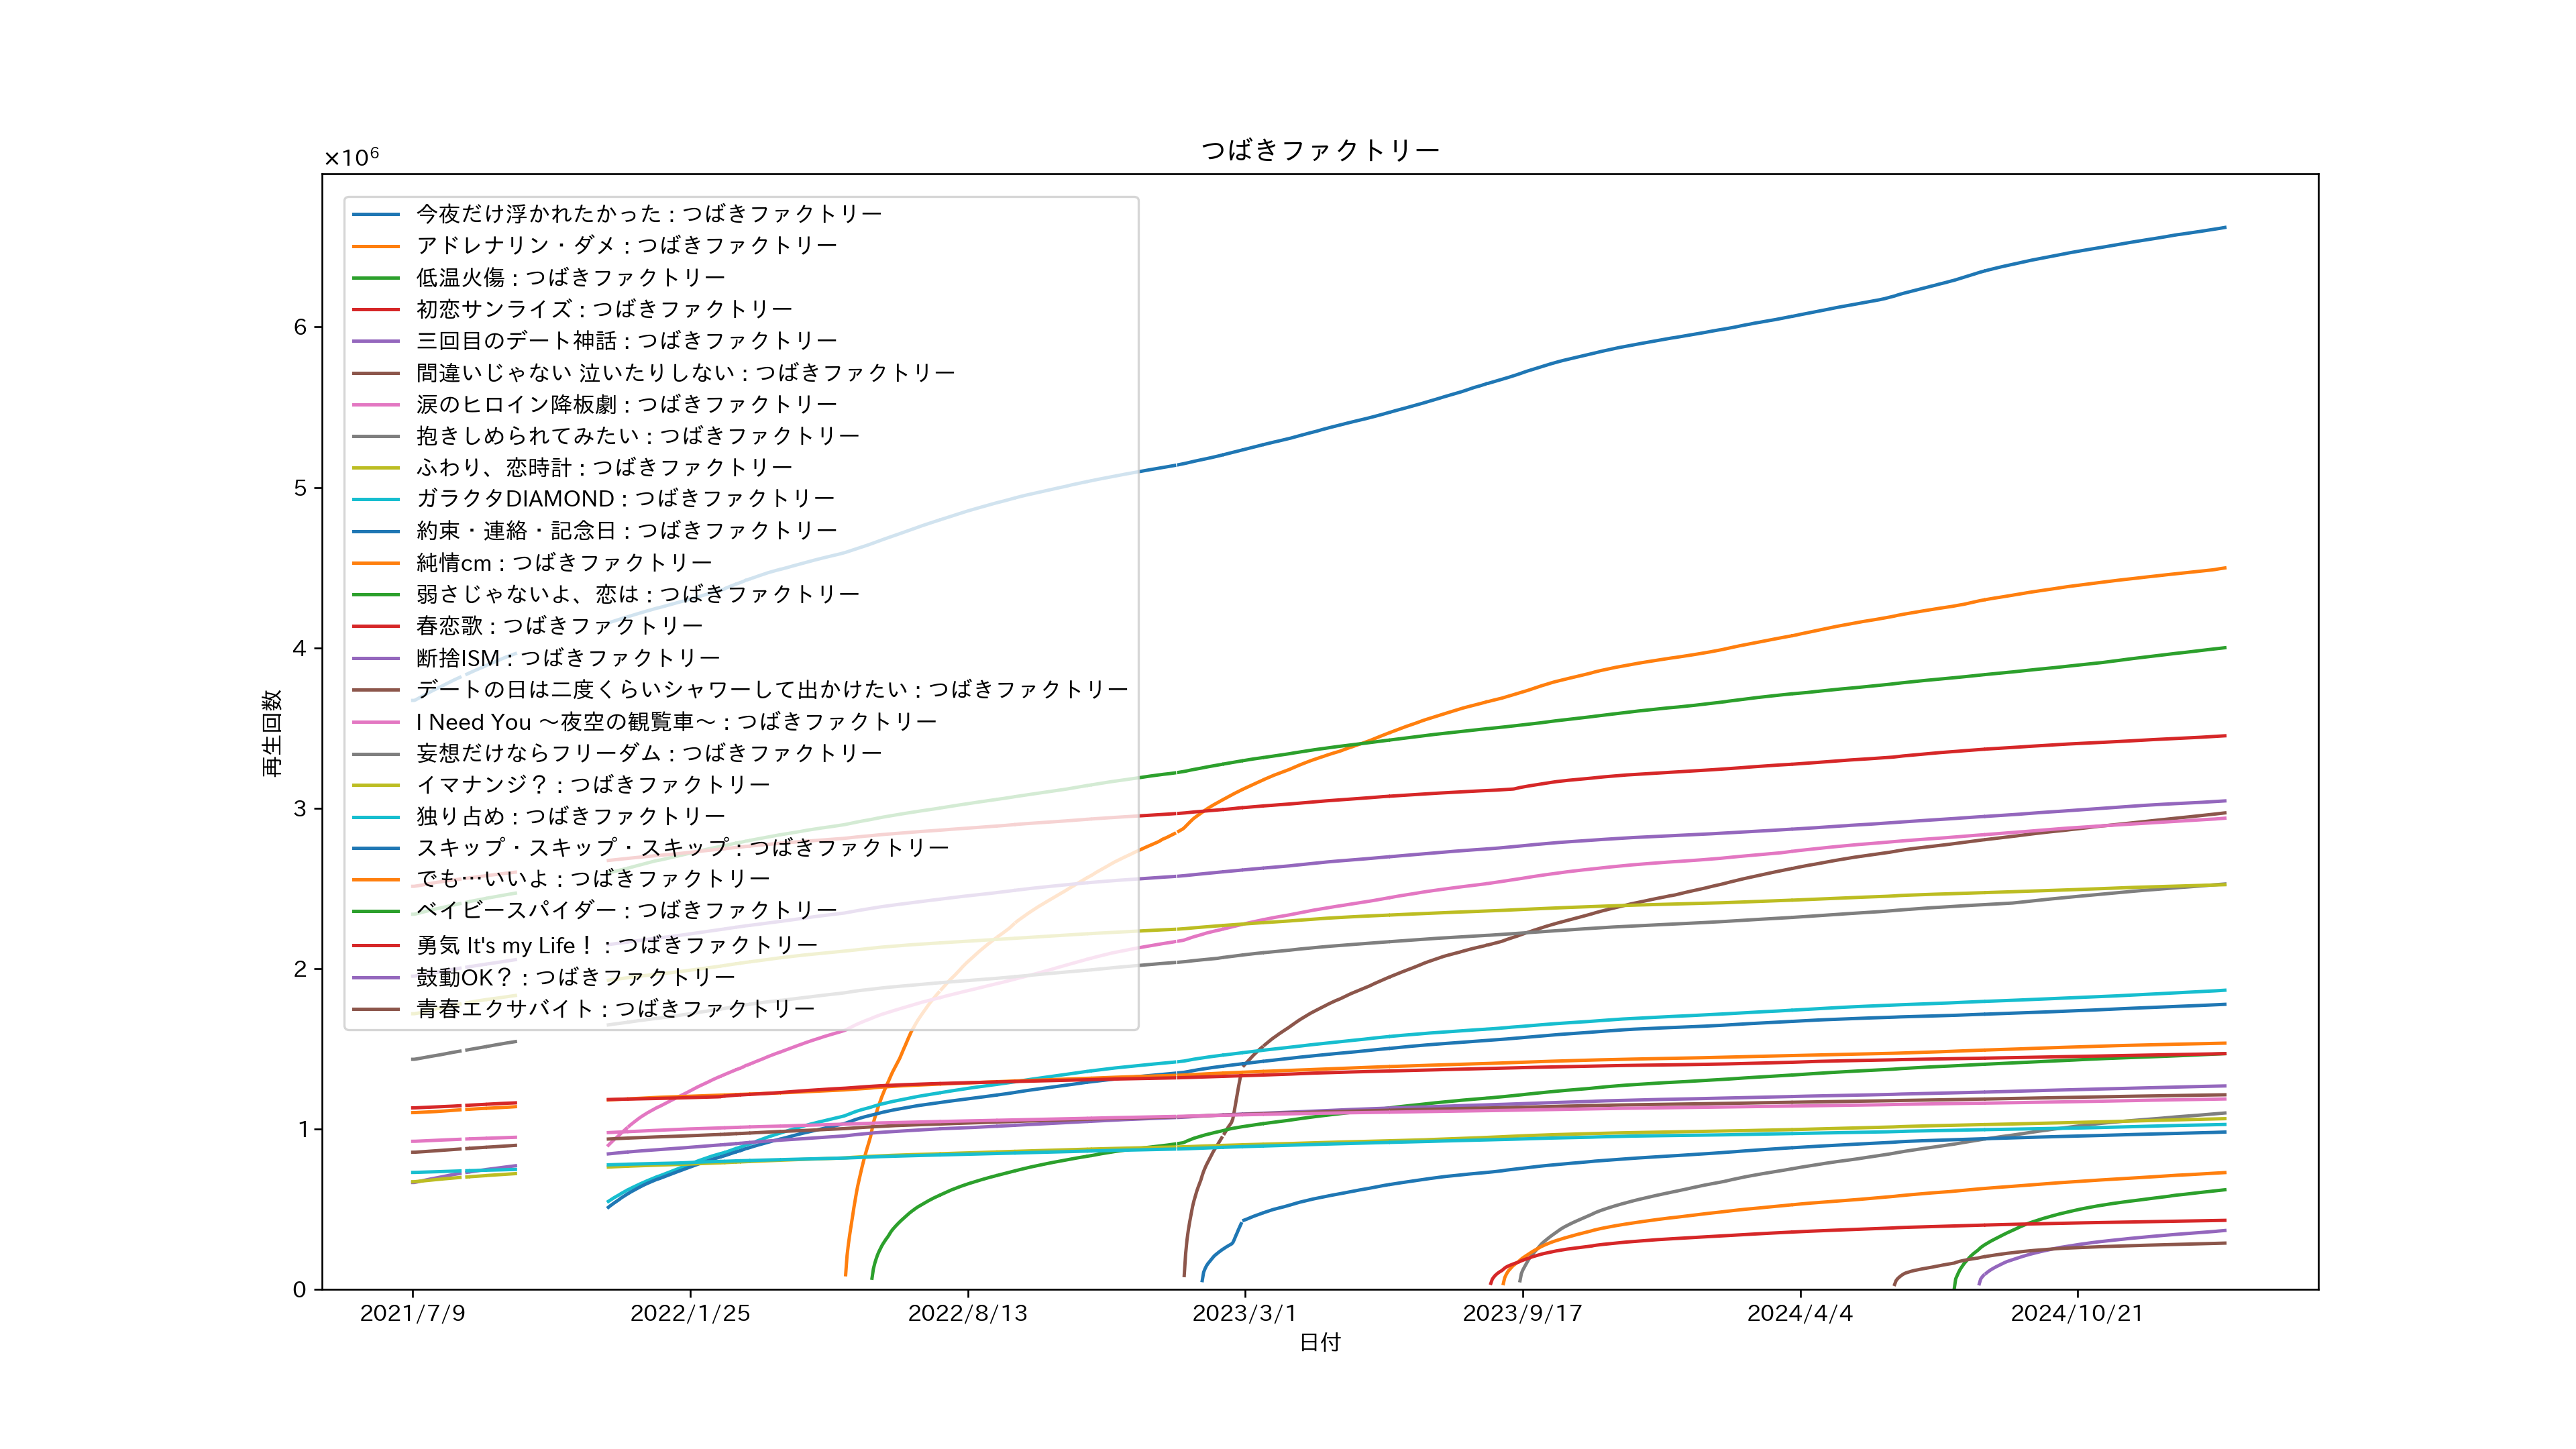 つばきファクトリー
×10⁶
今夜だけ浮かれたかった : つばきファクトリー
アドレナリン・ダメ : つばきファクトリー
低温火傷 : つばきファクトリー
初恋サンライズ : つばきファクトリー
三回目のデート神話 : つばきファクトリー
間違いじゃない 泣いたりしない : つばきファクトリー
涙のヒロイン降板劇 : つばきファクトリー
抱きしめられてみたい : つばきファクトリー
ふわり、恋時計 : つばきファクトリー
ガラクタDIAMOND : つばきファクトリー
約束・連絡・記念日 : つばきファクトリー
純情cm : つばきファクトリー
弱さじゃないよ、恋は : つばきファクトリー
春恋歌 : つばきファクトリー
断捨ISM : つばきファクトリー
デートの日は二度くらいシャワーして出かけたい : つばきファクトリー
I Need You ～夜空の観覧車～ : つばきファクトリー
妄想だけならフリーダム : つばきファクトリー
イマナンジ？ : つばきファクトリー
独り占め : つばきファクトリー
スキップ・スキップ・スキップ : つばきファクトリー
でも…いいよ : つばきファクトリー
ベイビースパイダー : つばきファクトリー
勇気 It's my Life！ : つばきファクトリー
鼓動OK？ : つばきファクトリー
青春エクサバイト : つばきファクトリー
再生回数
6
5
4
3
2
1
0
2021/7/9
2022/1/25
2022/8/13
2023/3/1
2023/9/17
2024/4/4
2024/10/21
日付